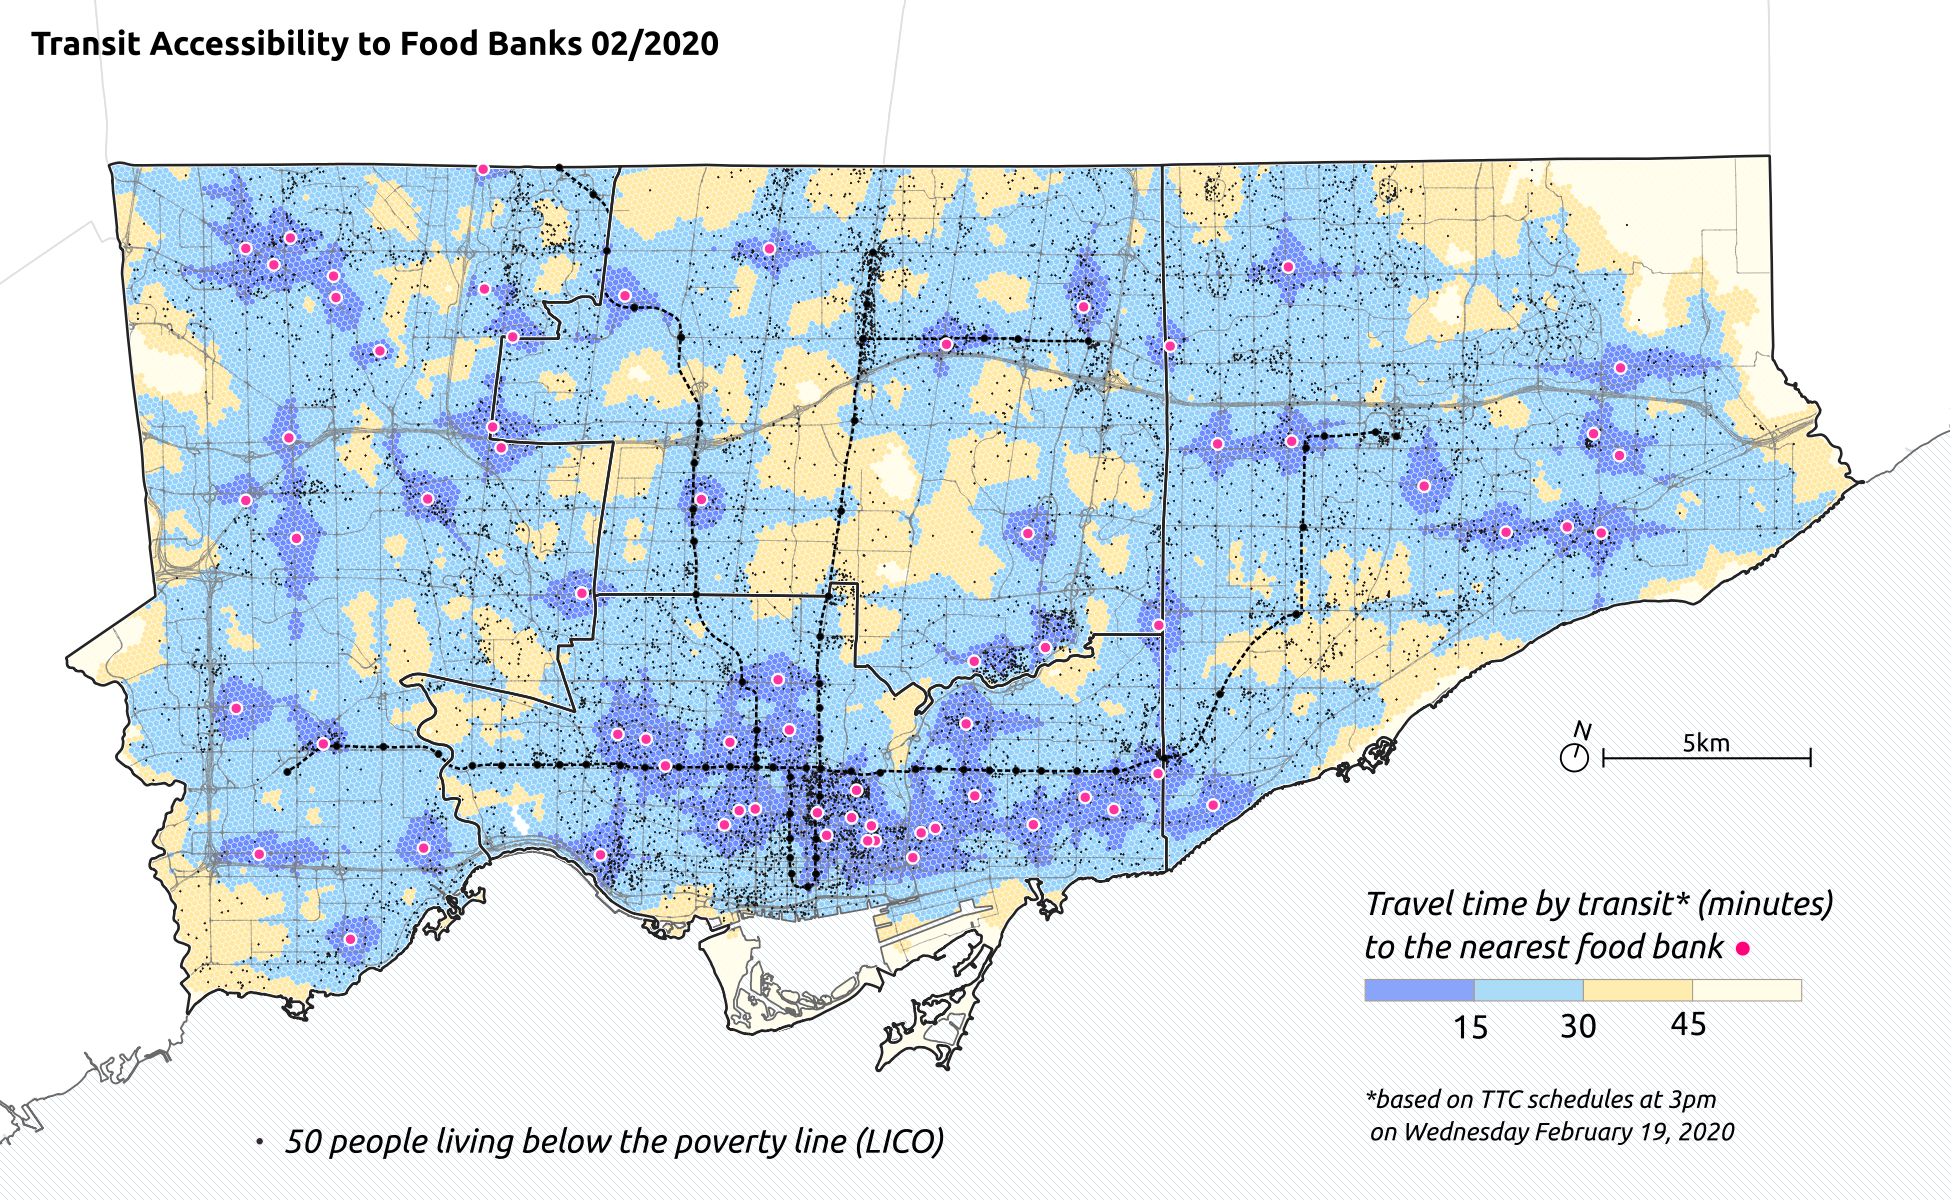 Transit Accessibility to Food Banks 02/2020
N
5km
Travel time by transit* (minutes)
to the nearest food bank
15 30 45
*based on TTC schedules at 3pm
on Wednesday February 19, 2020
50 people living below the poverty line (LICO)